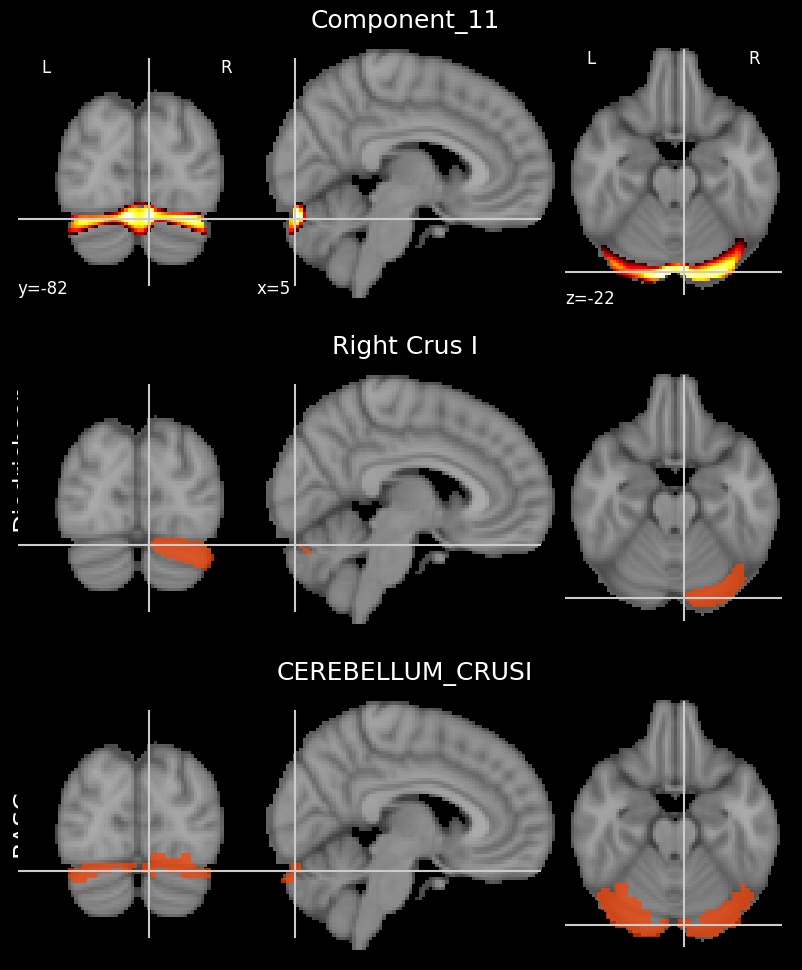 Component_11
L R L R
y=-82 x=5 z=-22
Right Crus I
CEREBELLUM_CRUSI